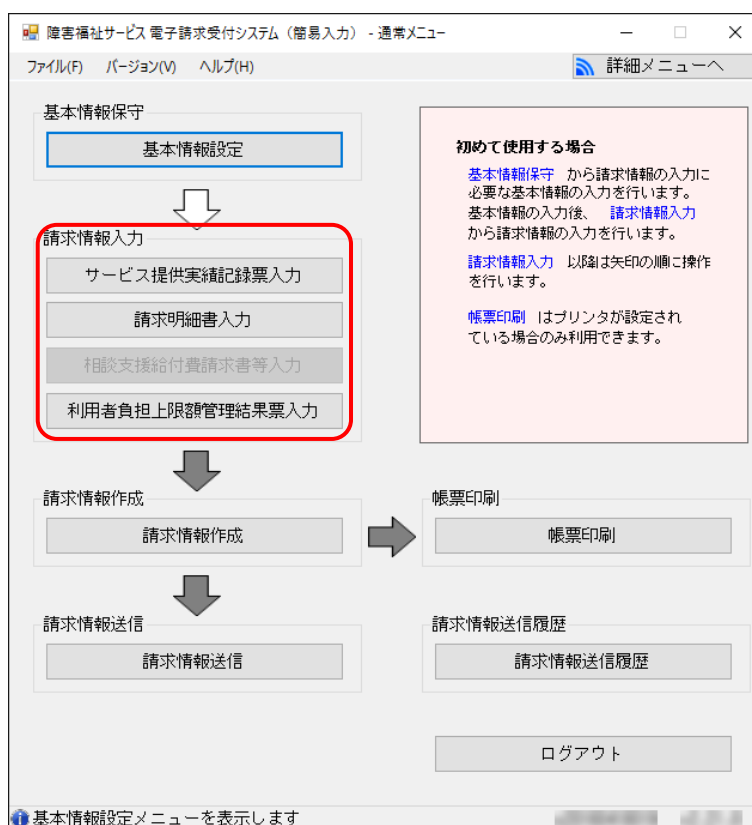 障害福祉サービス 電子請求受付システム（簡易入力） - 通常メニュー
ファイル(F) バージョン(V) ヘルプ(H)
詳細メニューへ
基本情報保守
基本情報設定
請求情報入力
サービス提供実績記録票入力
請求明細書入力
相談支援給付費請求書等入力
利用者負担上限額管理結果票入力
初めて使用する場合
基本情報保守 から請求情報の入力に
必要な基本情報の入力を行います。
基本情報の入力後、 請求情報入力
から請求情報の入力を行います。
請求情報入力 以降は矢印の順に操作
を行います。
帳票印刷 はプリンタが設定され
ている場合のみ利用できます。
請求情報作成
請求情報作成
帳票印刷
帳票印刷
請求情報送信
請求情報送信
請求情報送信履歴
請求情報送信履歴
ログアウト
基本情報設定メニューを表示します